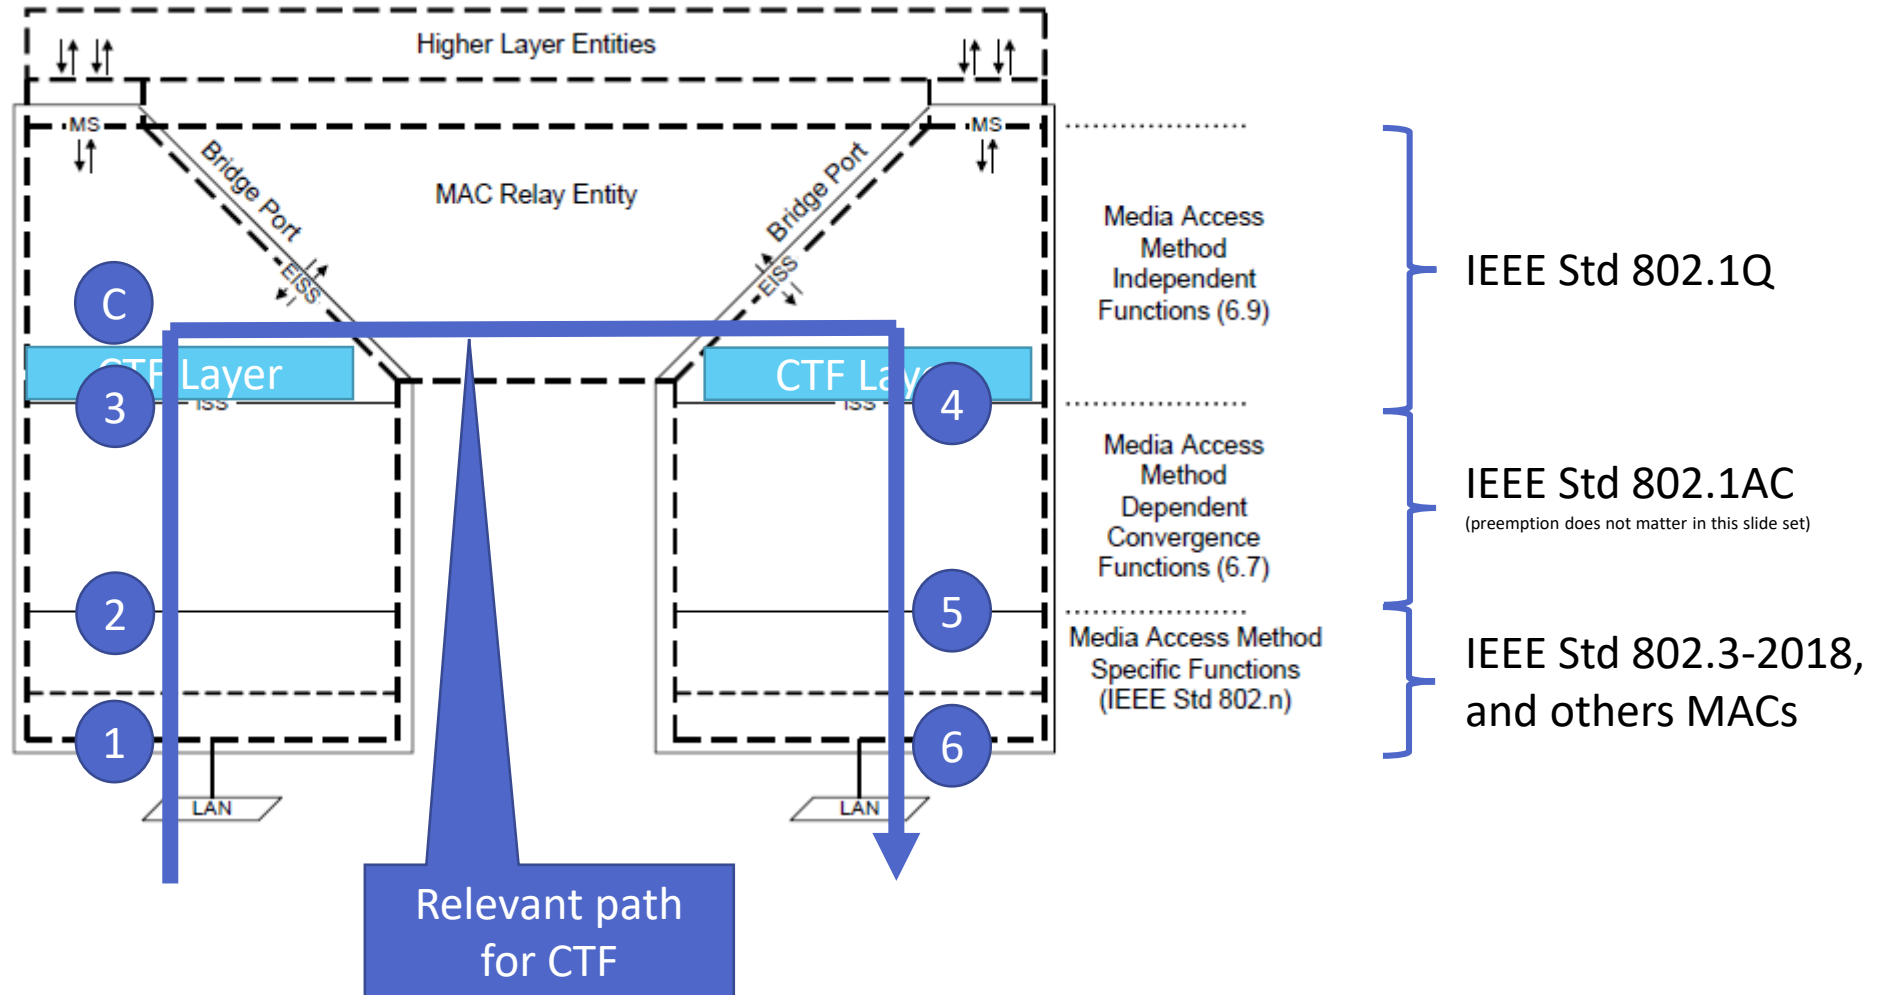 Higher Layer Entities
MS
MS
Bridge Port
Bridge Port
MAC Relay Entity
EISS
EISS
Media Access
Method
Independent
Functions (6.9)
IEEE Std 802.1Q
C
CTF Layer
CTF Layer
3
ISS
4
ISS
Media Access
Method
Dependent
Convergence
Functions (6.7)
IEEE Std 802.1AC
(preemption does not matter in this slide set)
2
5
Media Access Method
Specific Functions
(IEEE Std 802.n)
IEEE Std 802.3-2018,
and others MACs
1
6
LAN
LAN
Relevant path
for CTF